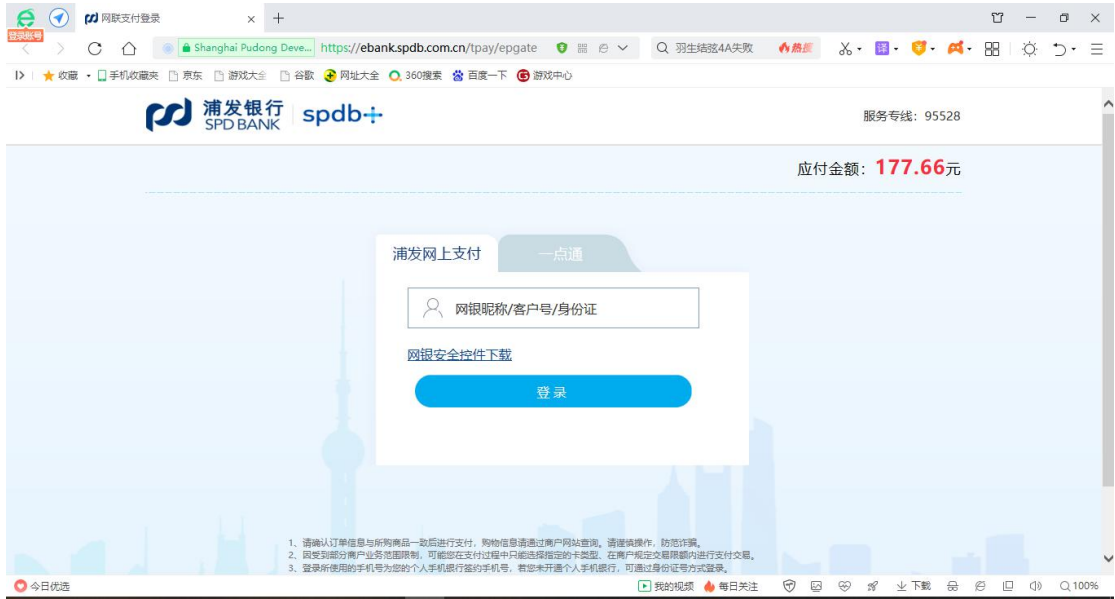 网联支付登录
登录账号
Shanghai Pudong Deve... https://ebank.spdb.com.cn/tpay/epgate 羽生结弦4A失败 热搜
收藏 手机收藏夹 京东 游戏大全 谷歌 网址大全 360搜索 百度一下 游戏中心
浦发银行 SPD BANK spdb+
服务专线：95528
应付金额：177.66元
浦发网上支付 一点通
网银昵称/客户号/身份证
网银安全控件下载
登录
1、请确认订单信息与所购商品一致后进行支付，购物信息请通过商户网站查询。请谨慎操作，防范诈骗。
2、因受到部分商户业务范围限制，可能您在支付过程中只能选择指定的卡类型、在商户规定交易限额内进行支付交易。
3、登录所使用的手机号为您的个人手机银行签约手机号，若您未开通个人手机银行，可通过身份证号方式登录。
今日优选 我的视频 每日关注 下载 100%